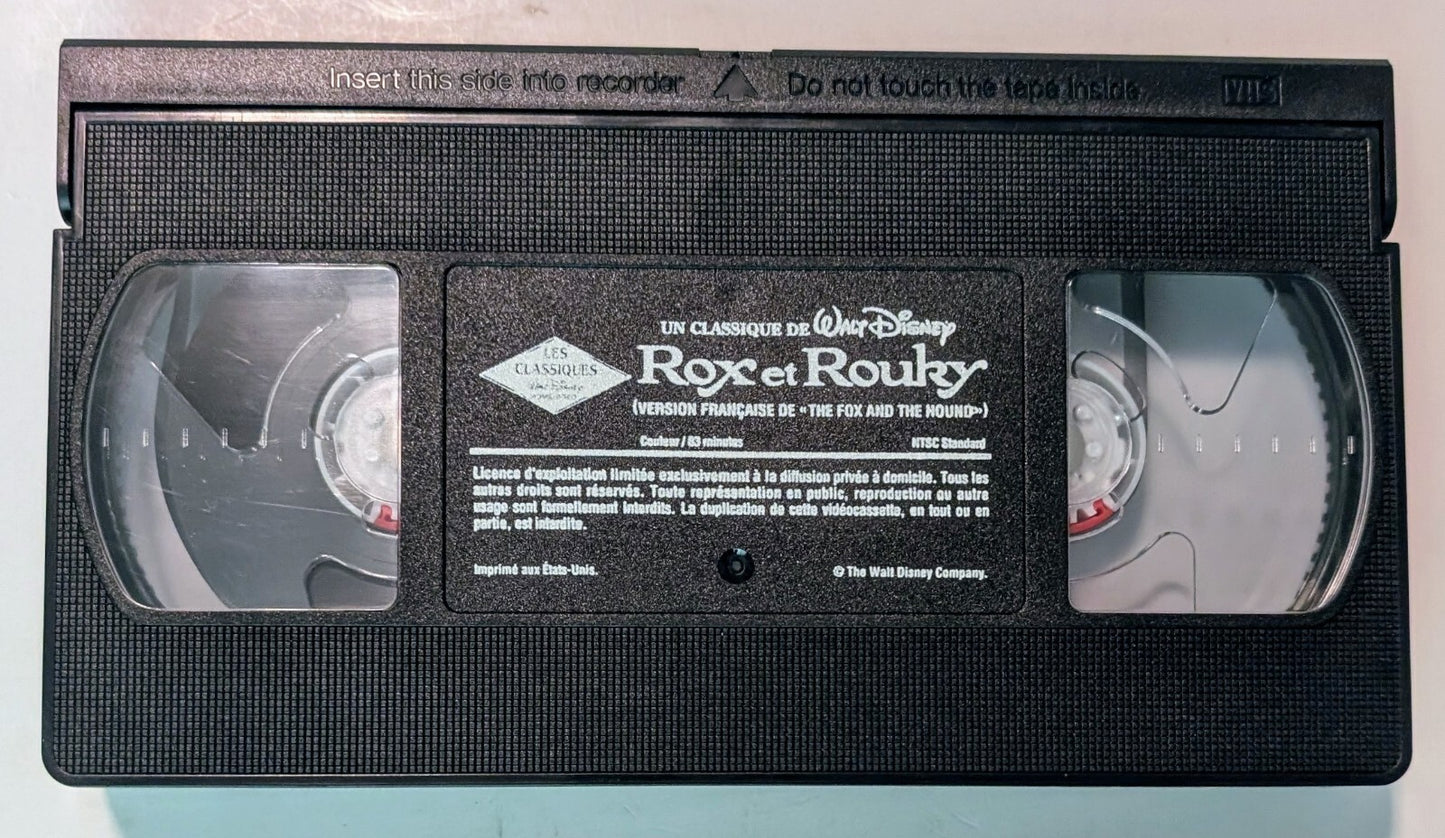 Insert this side into recorder Do not touch the tape inside. VHS
UN CLASSIQUE DE Walt Disney
LES
CLASSIQUES
Walt Disney
Rox et Rouky
(VERSION FRANÇAISE DE «THE FOX AND THE HOUND»)
Couleur / 83 minutes NTSC Standard
Licence d'exploitation limitée exclusivement à la diffusion privée à domicile. Tous les
autres droits sont réservés. Toute représentation en public, reproduction ou autre
usage sont formellement interdits. La duplication de cette vidéocassette, en tout ou en
partie, est interdite.
Imprimé aux États-Unis. © The Walt Disney Company.